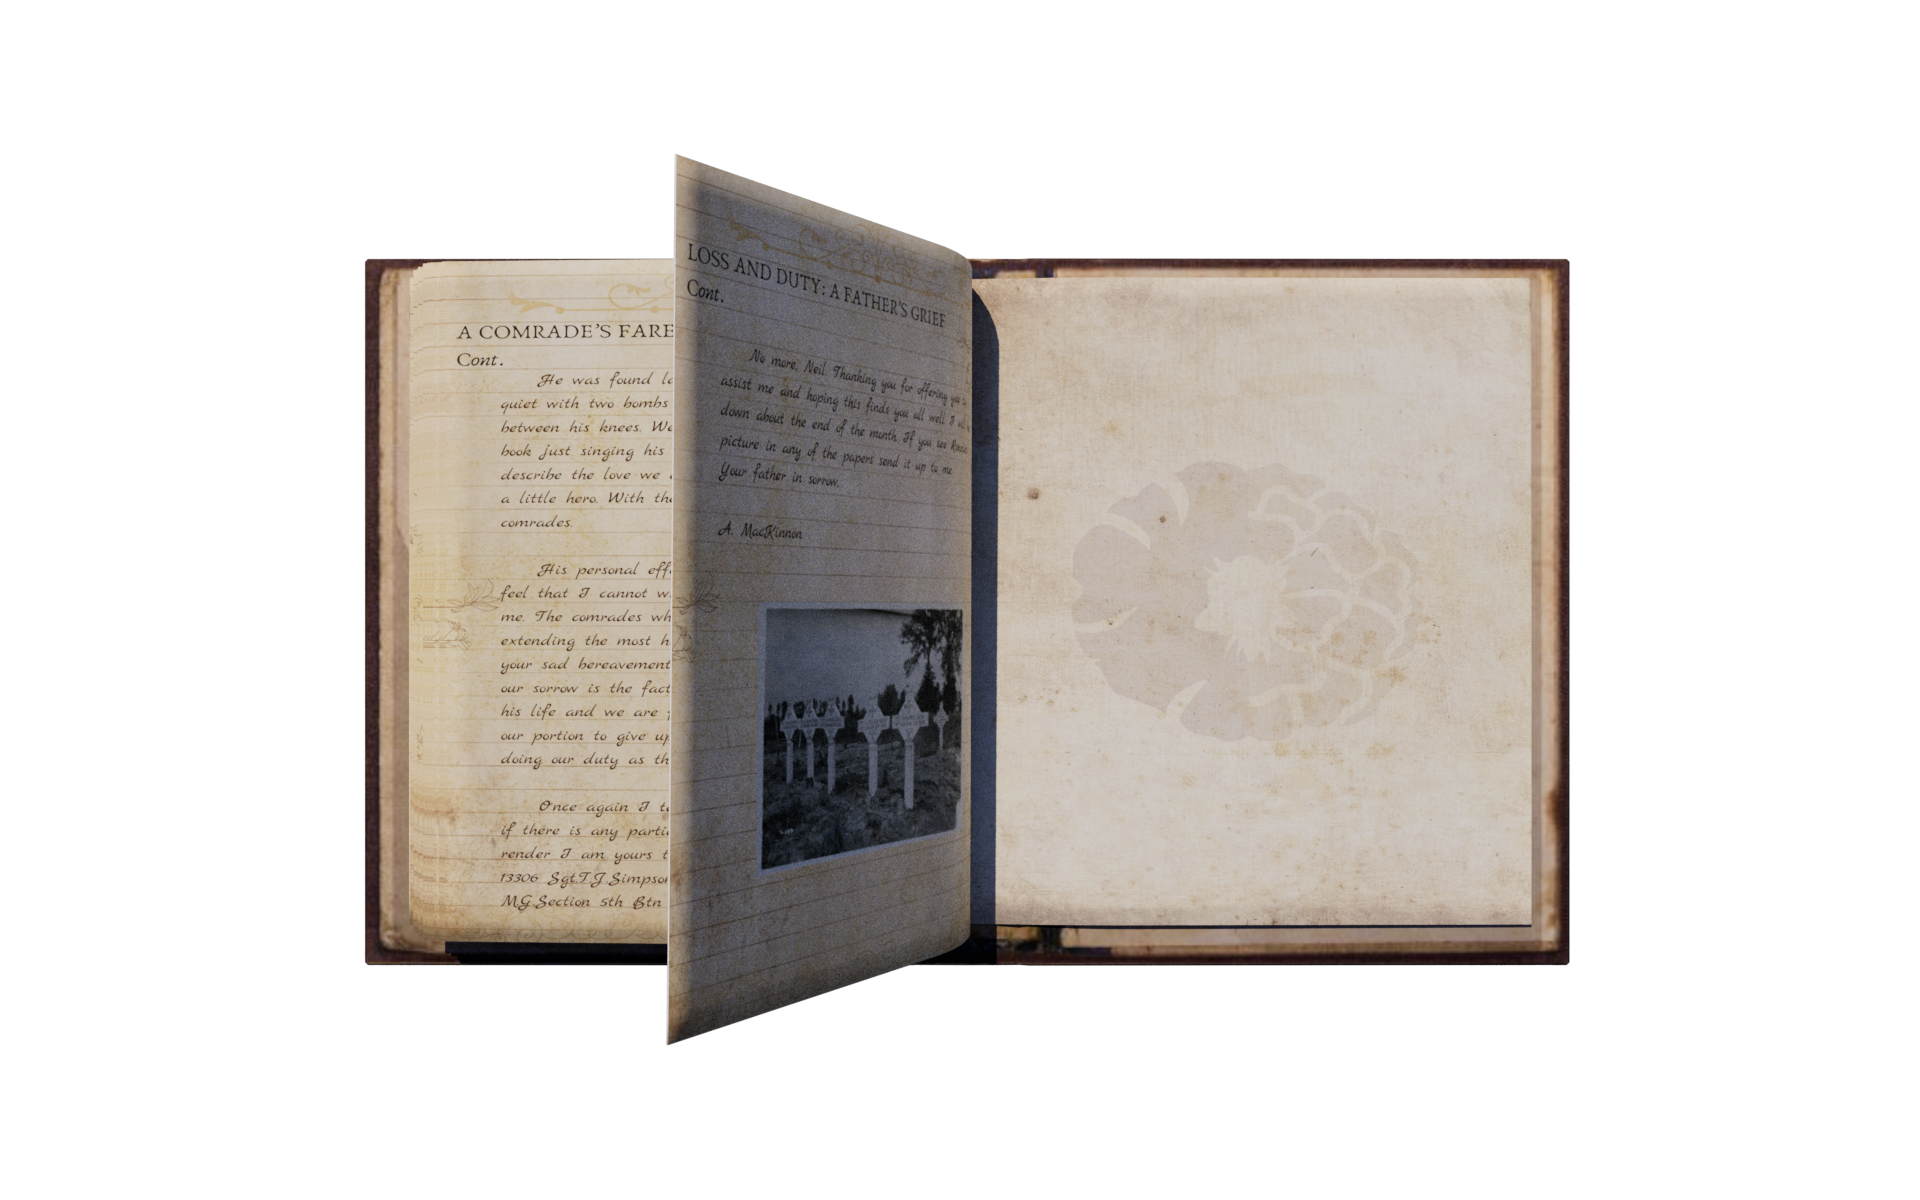 A COMRADE'S FARE
Cont.
He was found
quiet with two bombs
between his knees. We
book just singing his
describe the love we
a little hero. With the
comrades.
His personal
feel that I cannot
me. The comrades
extending the most
your sad bereavement
our sorrow is the fact
his life and we are
our portion to give up
doing our duty as
Once again I
if there is any
render I am yours
13306 Sgt.T.J.Simpson
M.G.Section 5th Btn
LOSS AND DUTY: A FATHER'S GRIEF
Cont.
No more, Neil. Thanking you for offering you to
assist me and hoping this finds you all well. I will
down about the end of the month. If you see
picture in any of the papers send it up to me
Your father in sorrow.
A. MacKinnon